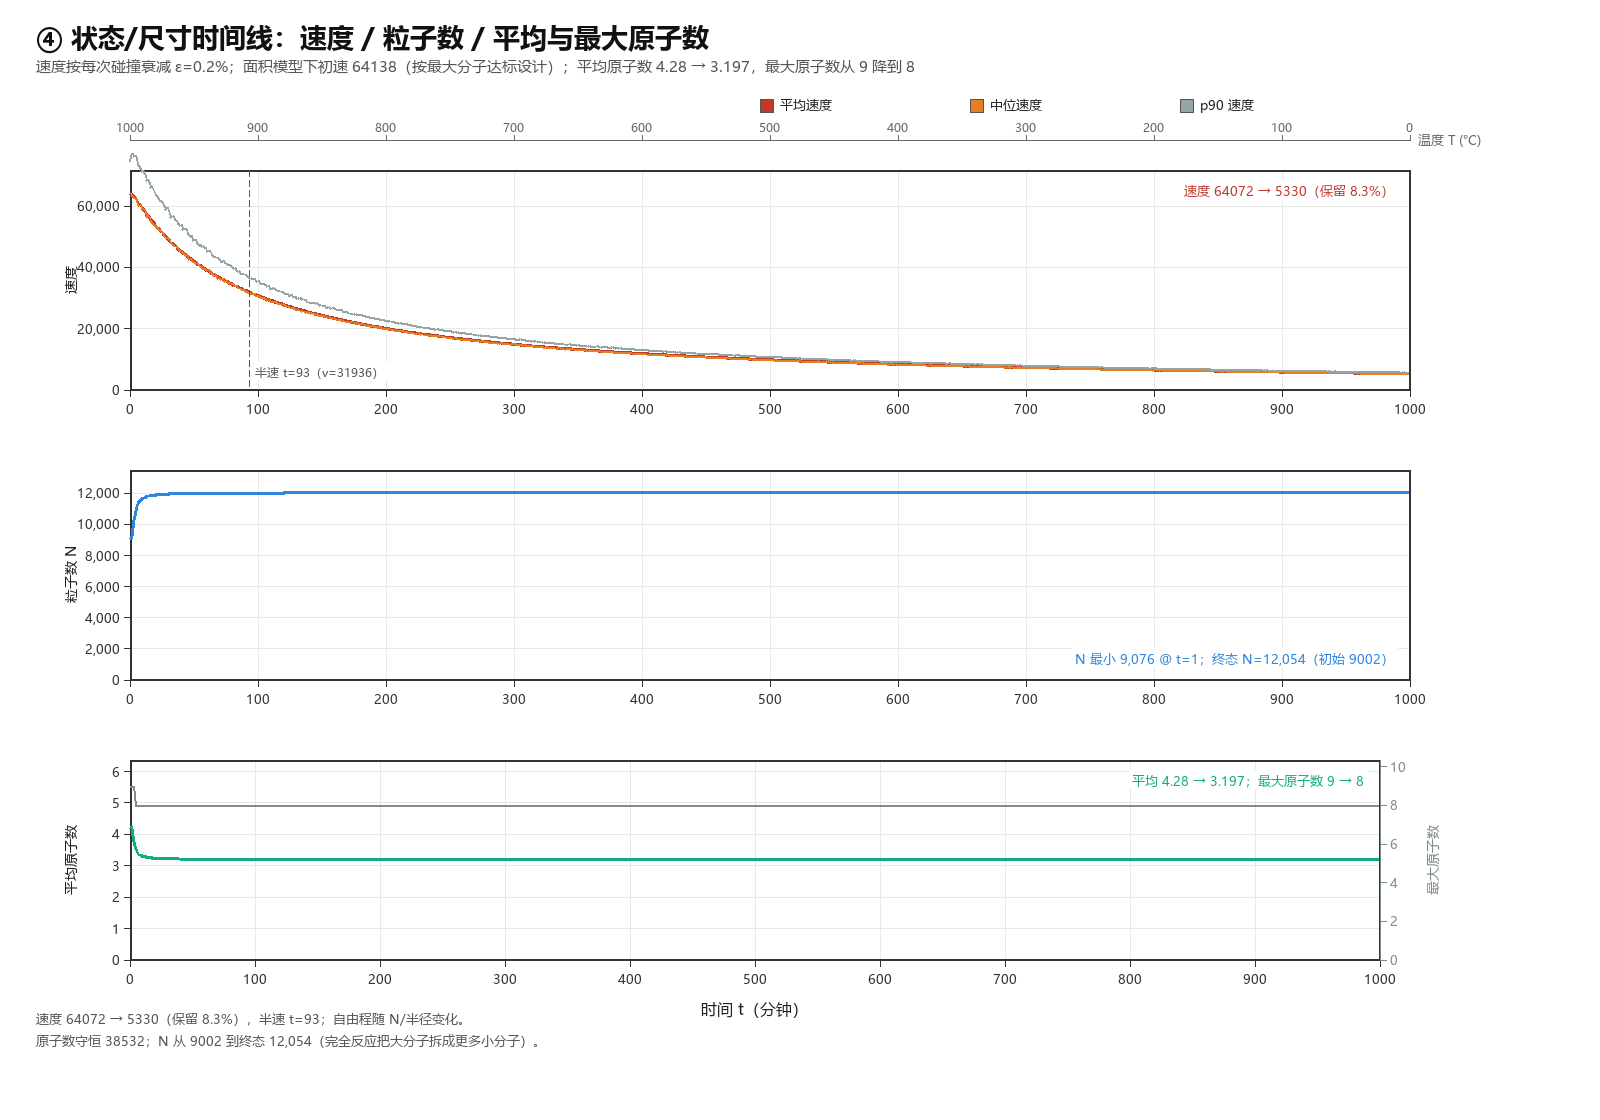 ④ 状态/尺寸时间线：速度 / 粒子数 / 平均与最大原子数
速度按每次碰撞衰减 ε=0.2%；面积模型下初速 64138（按最大分子达标设计）；平均原子数 4.28 → 3.197，最大原子数从 9 降到 8
平均速度 中位速度 p90 速度
1000 900 800 700 600 500 400 300 200 100 0
温度 T (°C)
速度 64072 → 5330（保留 8.3%）
60,000
40,000
20,000
0
速度
半速 t=93（v=31936）
0 100 200 300 400 500 600 700 800 900 1000
12,000
10,000
8,000
6,000
4,000
2,000
0
粒子数 N
N 最小 9,076 @ t=1；终态 N=12,054（初始 9002）
0 100 200 300 400 500 600 700 800 900 1000
6
5
4
3
2
1
0
平均原子数
平均 4.28 → 3.197；最大原子数 9 → 8
10
8
6
4
2
0
最大原子数
0 100 200 300 400 500 600 700 800 900 1000
时间 t（分钟）
速度 64072 → 5330（保留 8.3%），半速 t=93；自由程随 N/半径变化。
原子数守恒 38532；N 从 9002 到终态 12,054（完全反应把大分子拆成更多小分子）。